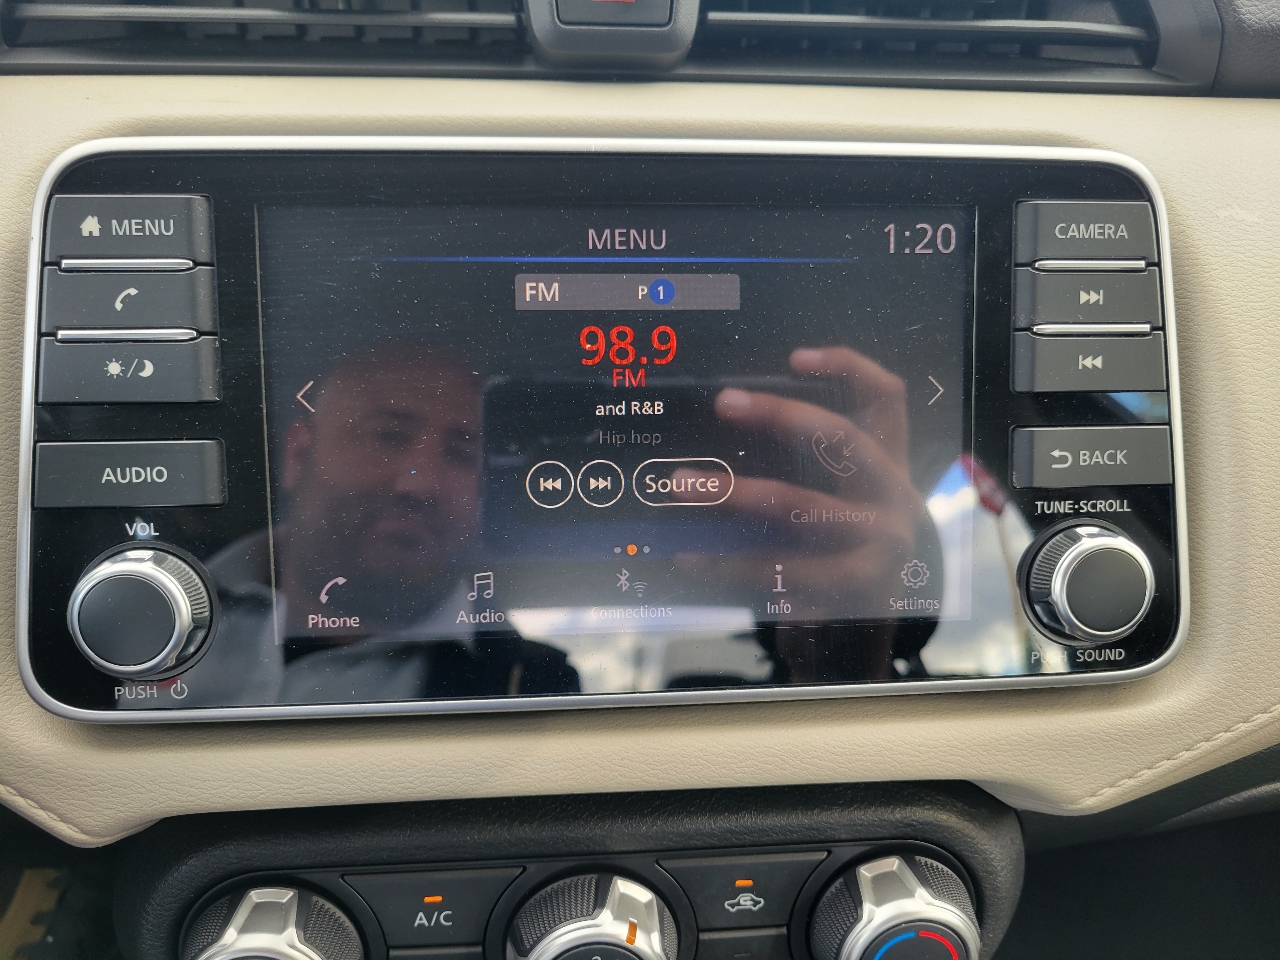 MENU
AUDIO
VOL
PUSH
MENU
1:20
FM P 1
98.9
FM
and R&B
Hip hop
Source
Call History
Phone
Audio
Connections
Info
Settings
CAMERA
BACK
TUNE·SCROLL
PUSH SOUND
A/C